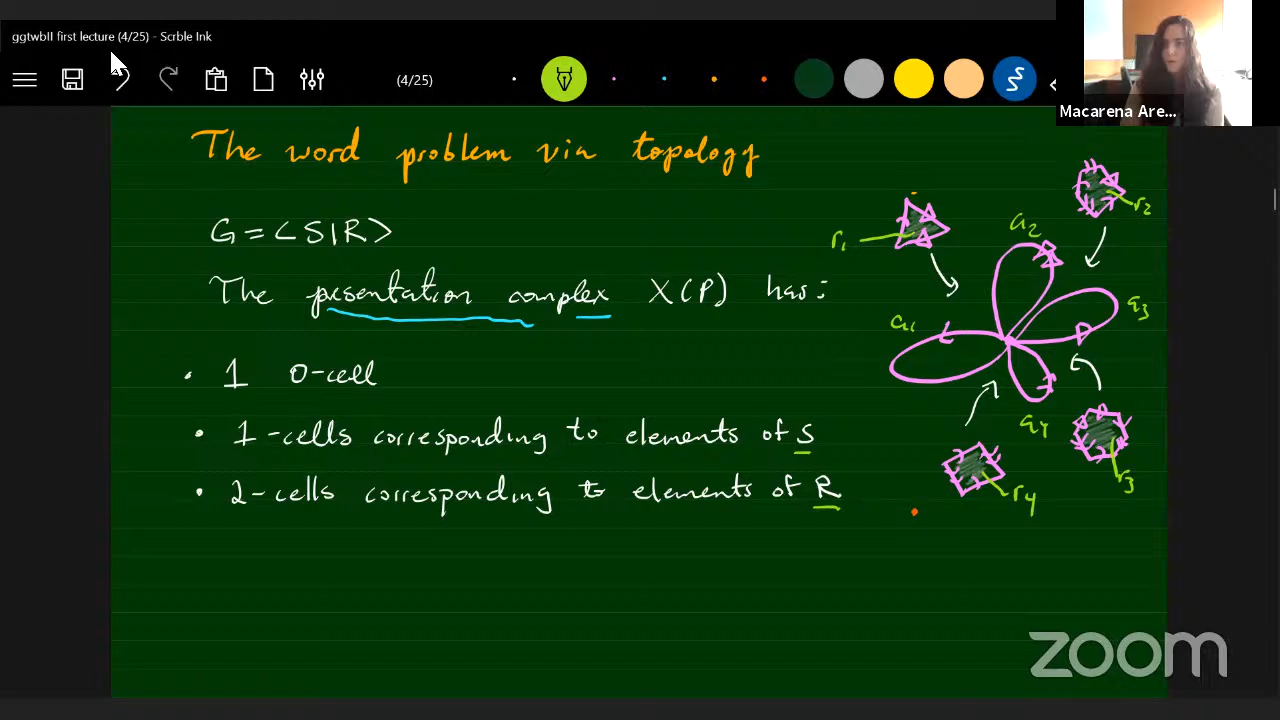 ggtwbII first lecture (4/25) - Scrble Ink
(4/25)
Macarena Are...
The word problem via topology
G = <S|R>
The presentation complex X(P) has:
• 1 0-cell
• 1-cells corresponding to elements of S
• 2-cells corresponding to elements of R
r1
r2
a2
a3
a1
a4
r3
r4
zoom